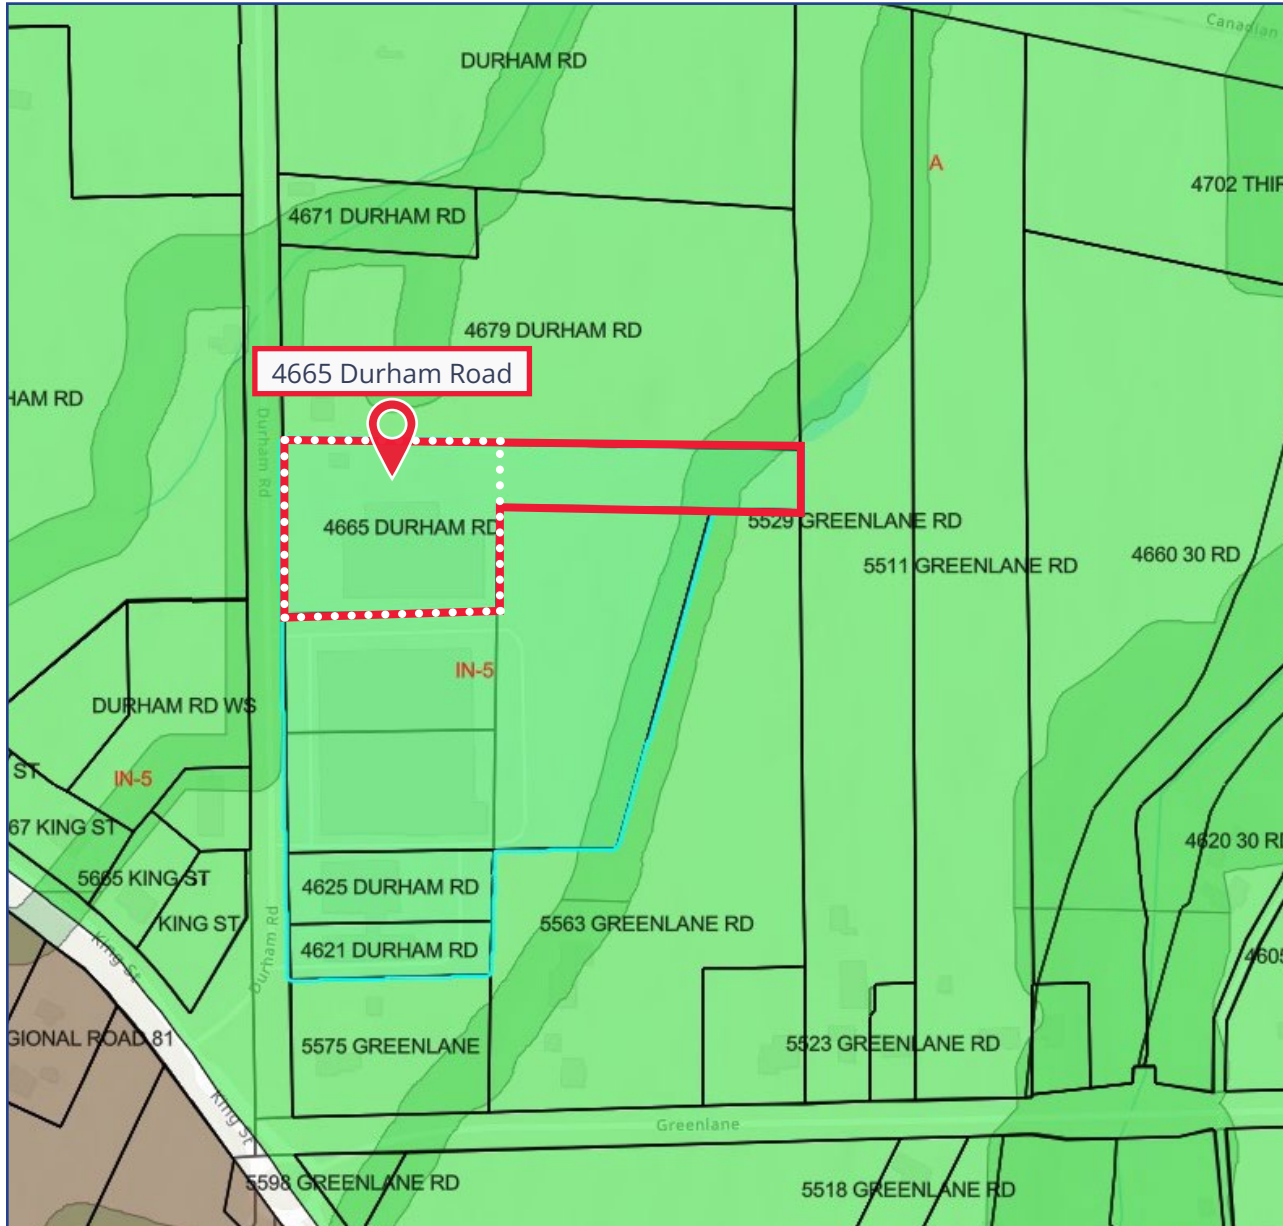 Canadian
DURHAM RD
A
4702 THIF
4671 DURHAM RD
4679 DURHAM RD
4665 Durham Road
HAM RD
Durham Rd
4665 DURHAM RD
5529 GREENLANE RD
5511 GREENLANE RD
4660 30 RD
IN-5
DURHAM RD WS
ST
IN-5
67 KING ST
4620 30 RD
5665 KING ST
4625 DURHAM RD
KING ST
5563 GREENLANE RD
King St
Durham Rd
4621 DURHAM RD
4605
GIONAL ROAD 81
5575 GREENLANE
5523 GREENLANE RD
King St
Greenlane
5598 GREENLANE RD
5518 GREENLANE RD